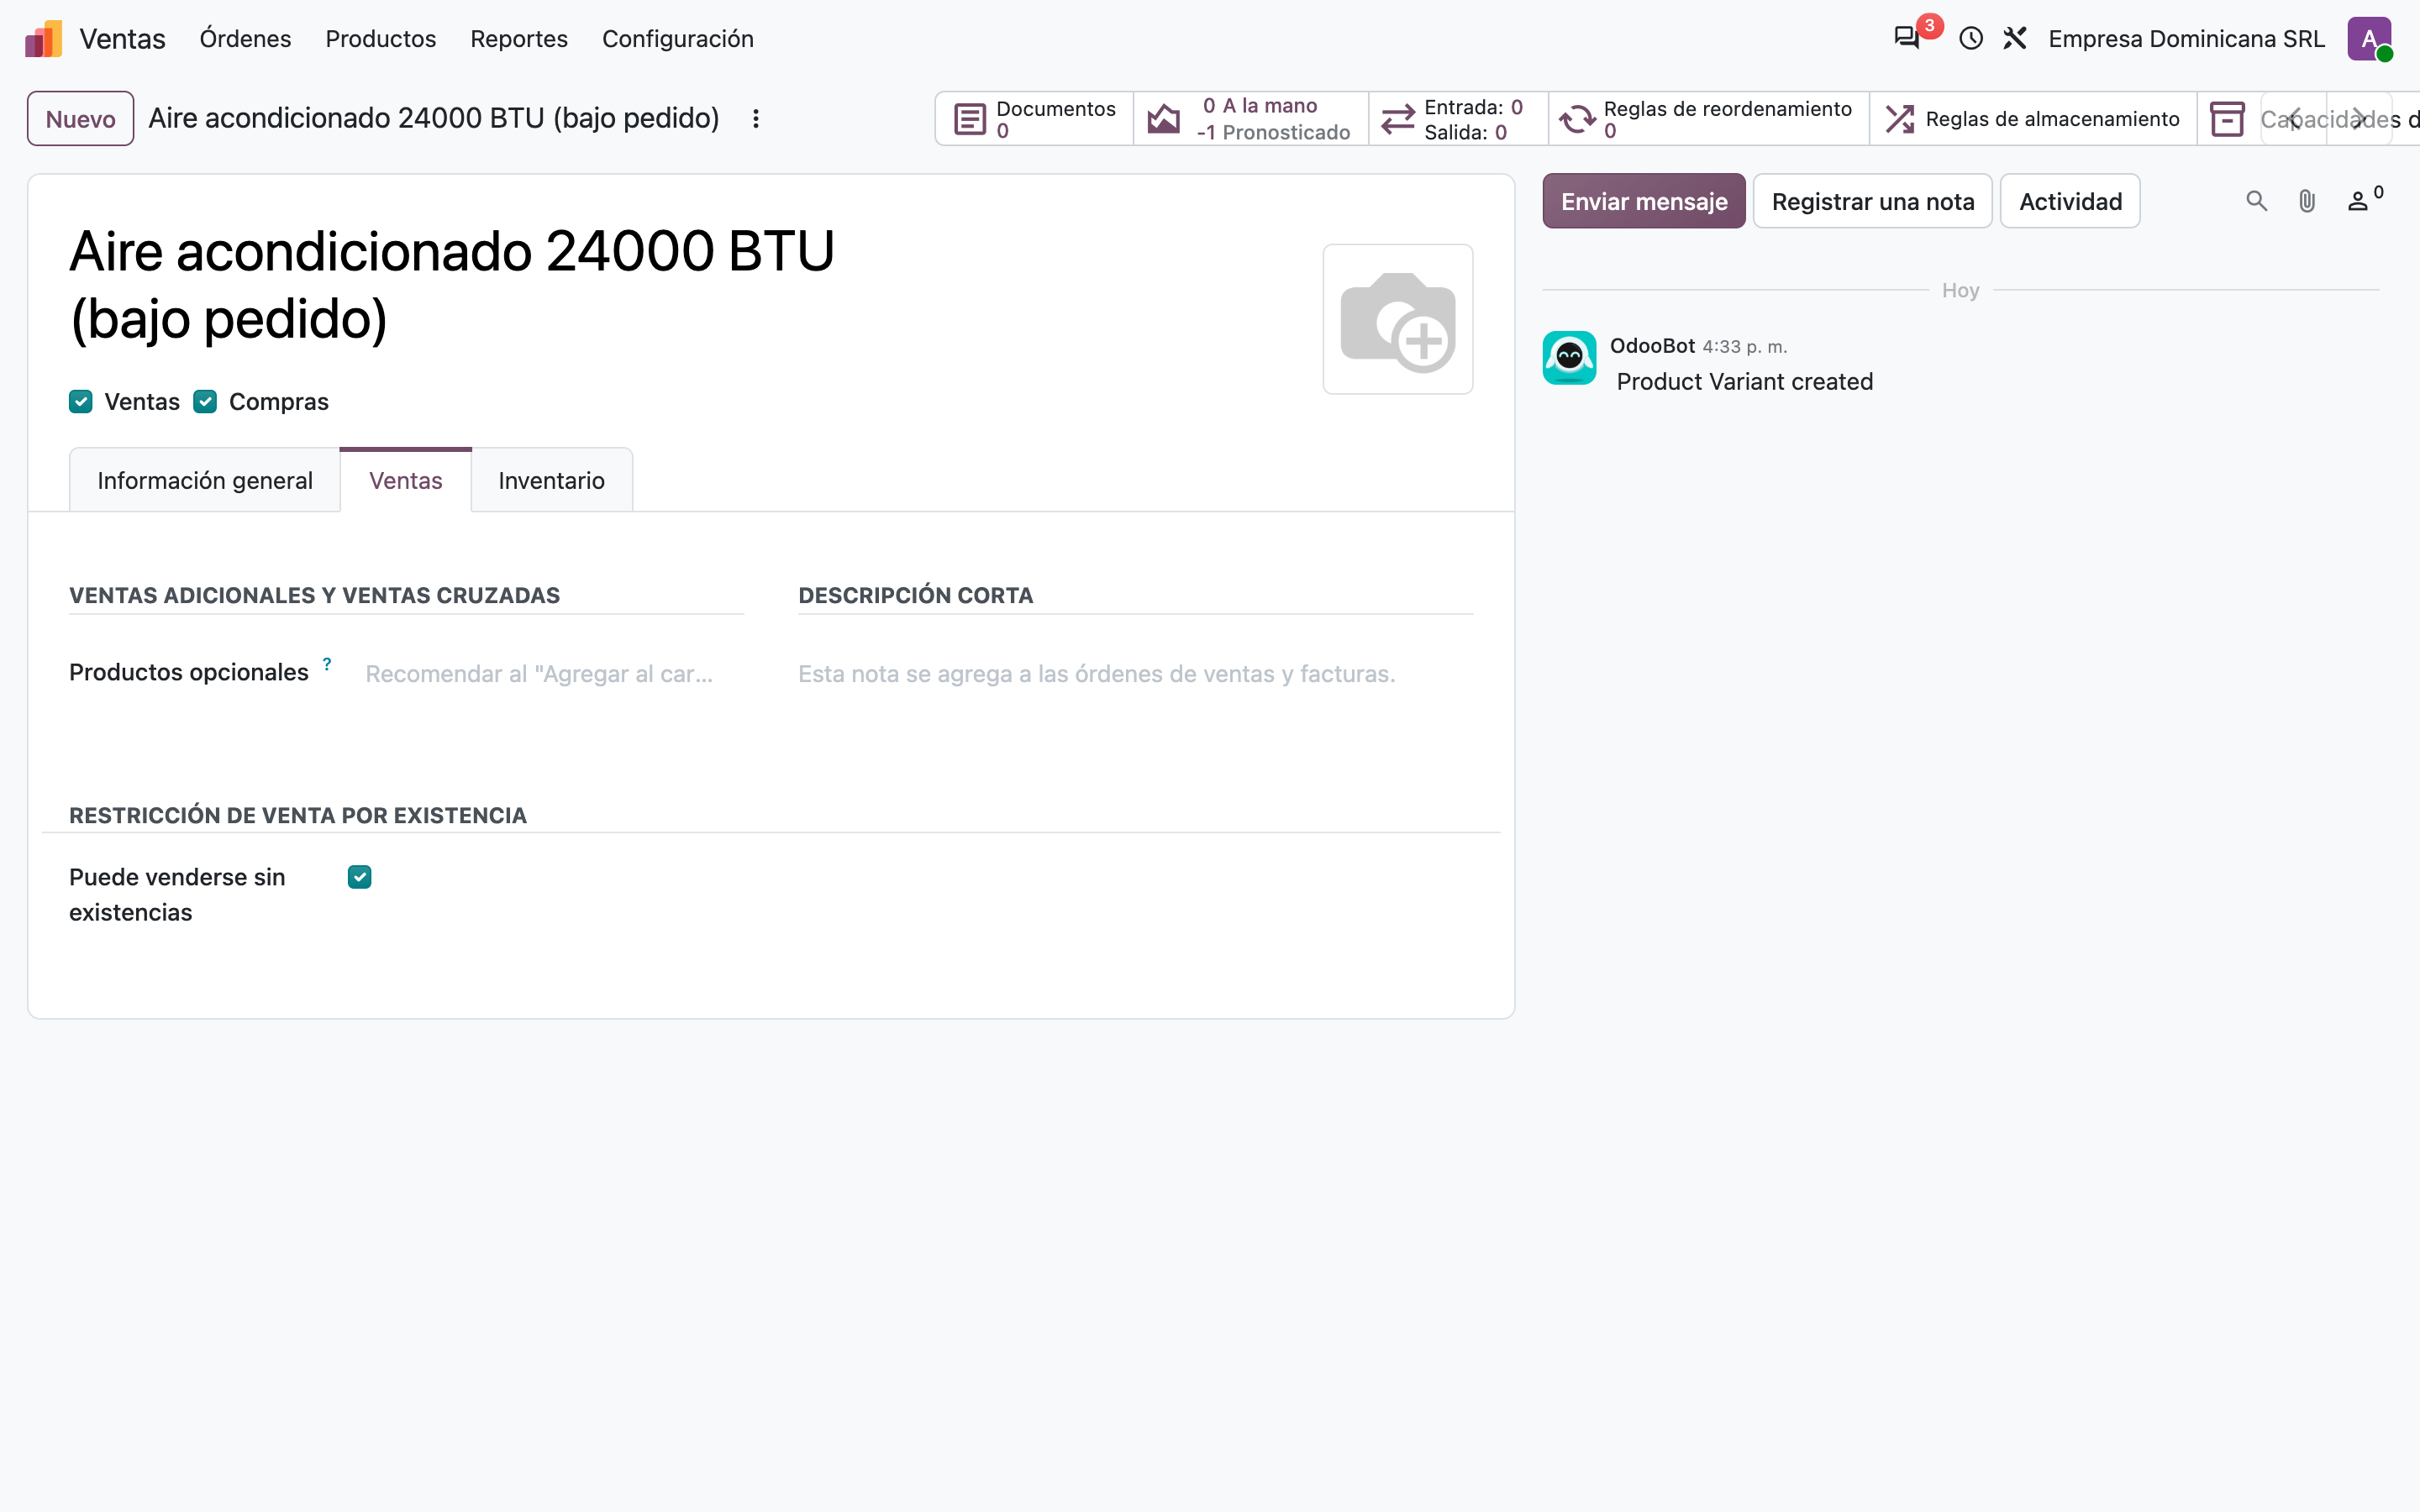 Ventas Órdenes Productos Reportes Configuración 3 Empresa Dominicana SRL A
Nuevo Aire acondicionado 24000 BTU (bajo pedido)
Documentos
0
0 A la mano
-1 Pronosticado
Entrada: 0
Salida: 0
Reglas de reordenamiento
0
Reglas de almacenamiento
Capacidades d
Aire acondicionado 24000 BTU
(bajo pedido)
Ventas Compras
Información general Ventas Inventario
VENTAS ADICIONALES Y VENTAS CRUZADAS
Productos opcionales ? Recomendar al "Agregar al car...
DESCRIPCIÓN CORTA
Esta nota se agrega a las órdenes de ventas y facturas.
RESTRICCIÓN DE VENTA POR EXISTENCIA
Puede venderse sin
existencias
Enviar mensaje Registrar una nota Actividad 0
Hoy
OdooBot 4:33 p. m.
Product Variant created